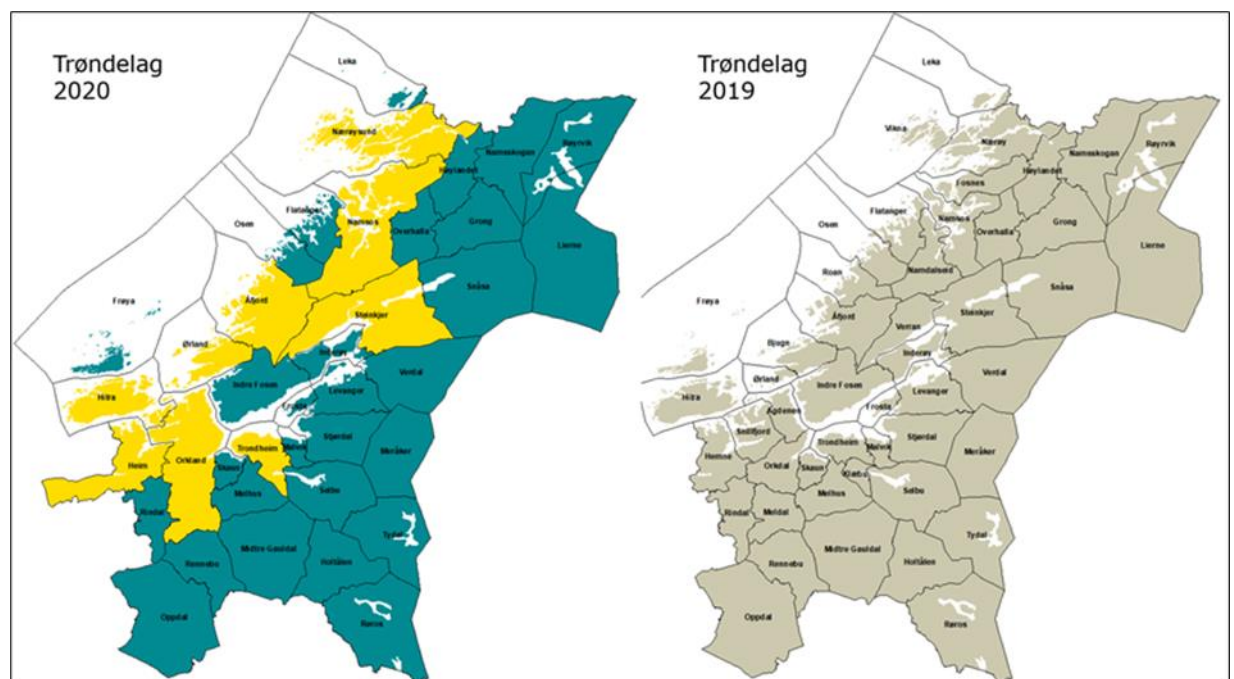 Trøndelag
2020
Leka
Nærøysund
Namsskogan
Røyrvik
Høylandet
Flatanger
Osen
Namsos
Overhalla
Grong
Lierne
Snåsa
Frøya
Åfjord
Steinkjer
Ørland
Inderøy
Verdal
Hitra
Indre Fosen
Levanger
Frosta
Stjørdal
Trondheim
Malvik
Meråker
Heim
Orkland
Skaun
Selbu
Melhus
Rindal
Tydal
Midtre Gauldal
Rennebu
Holtålen
Oppdal
Røros
Trøndelag
2019
Leka
Vikna
Nærøy
Namsskogan
Røyrvik
Høylandet
Fosnes
Flatanger
Namsos
Overhalla
Grong
Osen
Lierne
Roan
Namdalseid
Snåsa
Frøya
Åfjord
Steinkjer
Verran
Bjugn
Inderøy
Verdal
Ørland
Indre Fosen
Hitra
Levanger
Agdenes
Frosta
Snillfjord
Stjørdal
Trondheim
Malvik
Meråker
Hemne
Orkdal
Skaun
Klæbu
Selbu
Melhus
Rindal
Meldal
Tydal
Midtre Gauldal
Rennebu
Holtålen
Oppdal
Røros